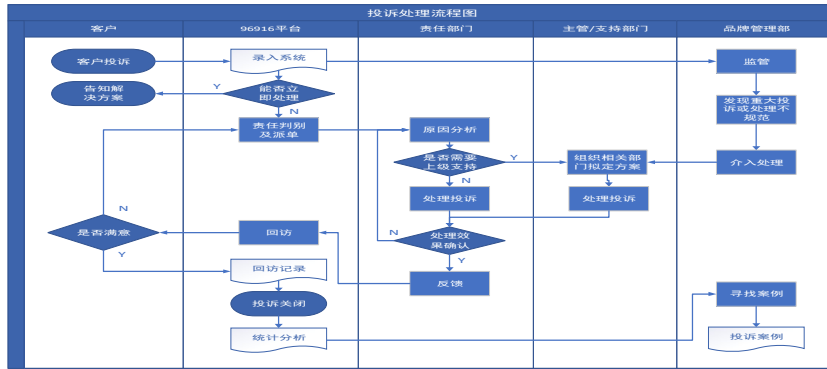 投诉处理流程图
客户
96916平台
责任部门
主管/支持部门
品牌管理部
客户投诉
录入系统
监管
告知解
决方案
Y
能否立
即处理
N
发现重大投
诉或处理不
规范
责任判别
及派单
原因分析
是否需要
上级支持
Y
N
组织相关部
门拟定方案
介入处理
处理投诉
处理投诉
N
是否满意
Y
回访
N
处理效
果确认
Y
回访记录
反馈
投诉关闭
寻找案例
统计分析
投诉案例